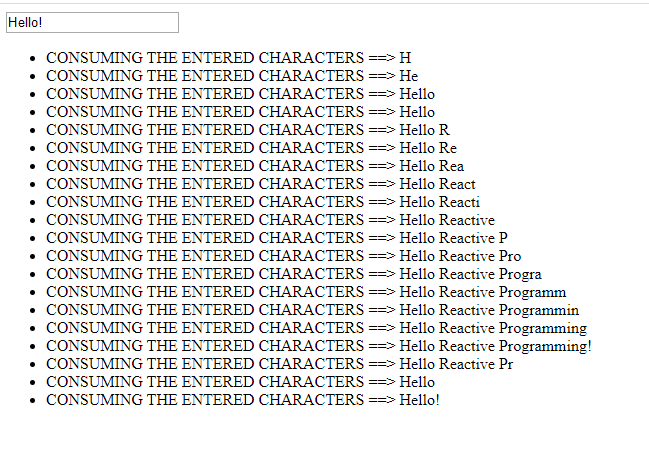 Hello!
CONSUMING THE ENTERED CHARACTERS ==> H
CONSUMING THE ENTERED CHARACTERS ==> He
CONSUMING THE ENTERED CHARACTERS ==> Hello
CONSUMING THE ENTERED CHARACTERS ==> Hello
CONSUMING THE ENTERED CHARACTERS ==> Hello R
CONSUMING THE ENTERED CHARACTERS ==> Hello Re
CONSUMING THE ENTERED CHARACTERS ==> Hello Rea
CONSUMING THE ENTERED CHARACTERS ==> Hello React
CONSUMING THE ENTERED CHARACTERS ==> Hello Reacti
CONSUMING THE ENTERED CHARACTERS ==> Hello Reactive
CONSUMING THE ENTERED CHARACTERS ==> Hello Reactive P
CONSUMING THE ENTERED CHARACTERS ==> Hello Reactive Pro
CONSUMING THE ENTERED CHARACTERS ==> Hello Reactive Progra
CONSUMING THE ENTERED CHARACTERS ==> Hello Reactive Programm
CONSUMING THE ENTERED CHARACTERS ==> Hello Reactive Programmin
CONSUMING THE ENTERED CHARACTERS ==> Hello Reactive Programming
CONSUMING THE ENTERED CHARACTERS ==> Hello Reactive Programming!
CONSUMING THE ENTERED CHARACTERS ==> Hello Reactive Pr
CONSUMING THE ENTERED CHARACTERS ==> Hello
CONSUMING THE ENTERED CHARACTERS ==> Hello!